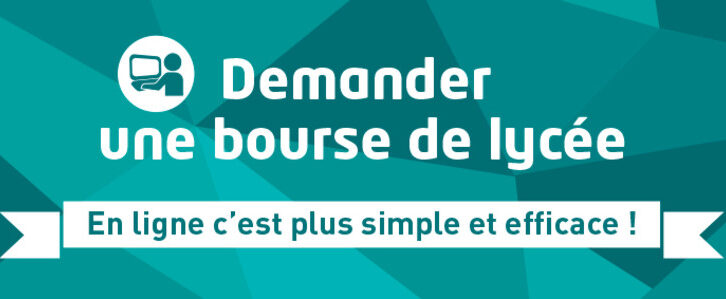 Demander
une bourse de lycée
En ligne c’est plus simple et efficace !